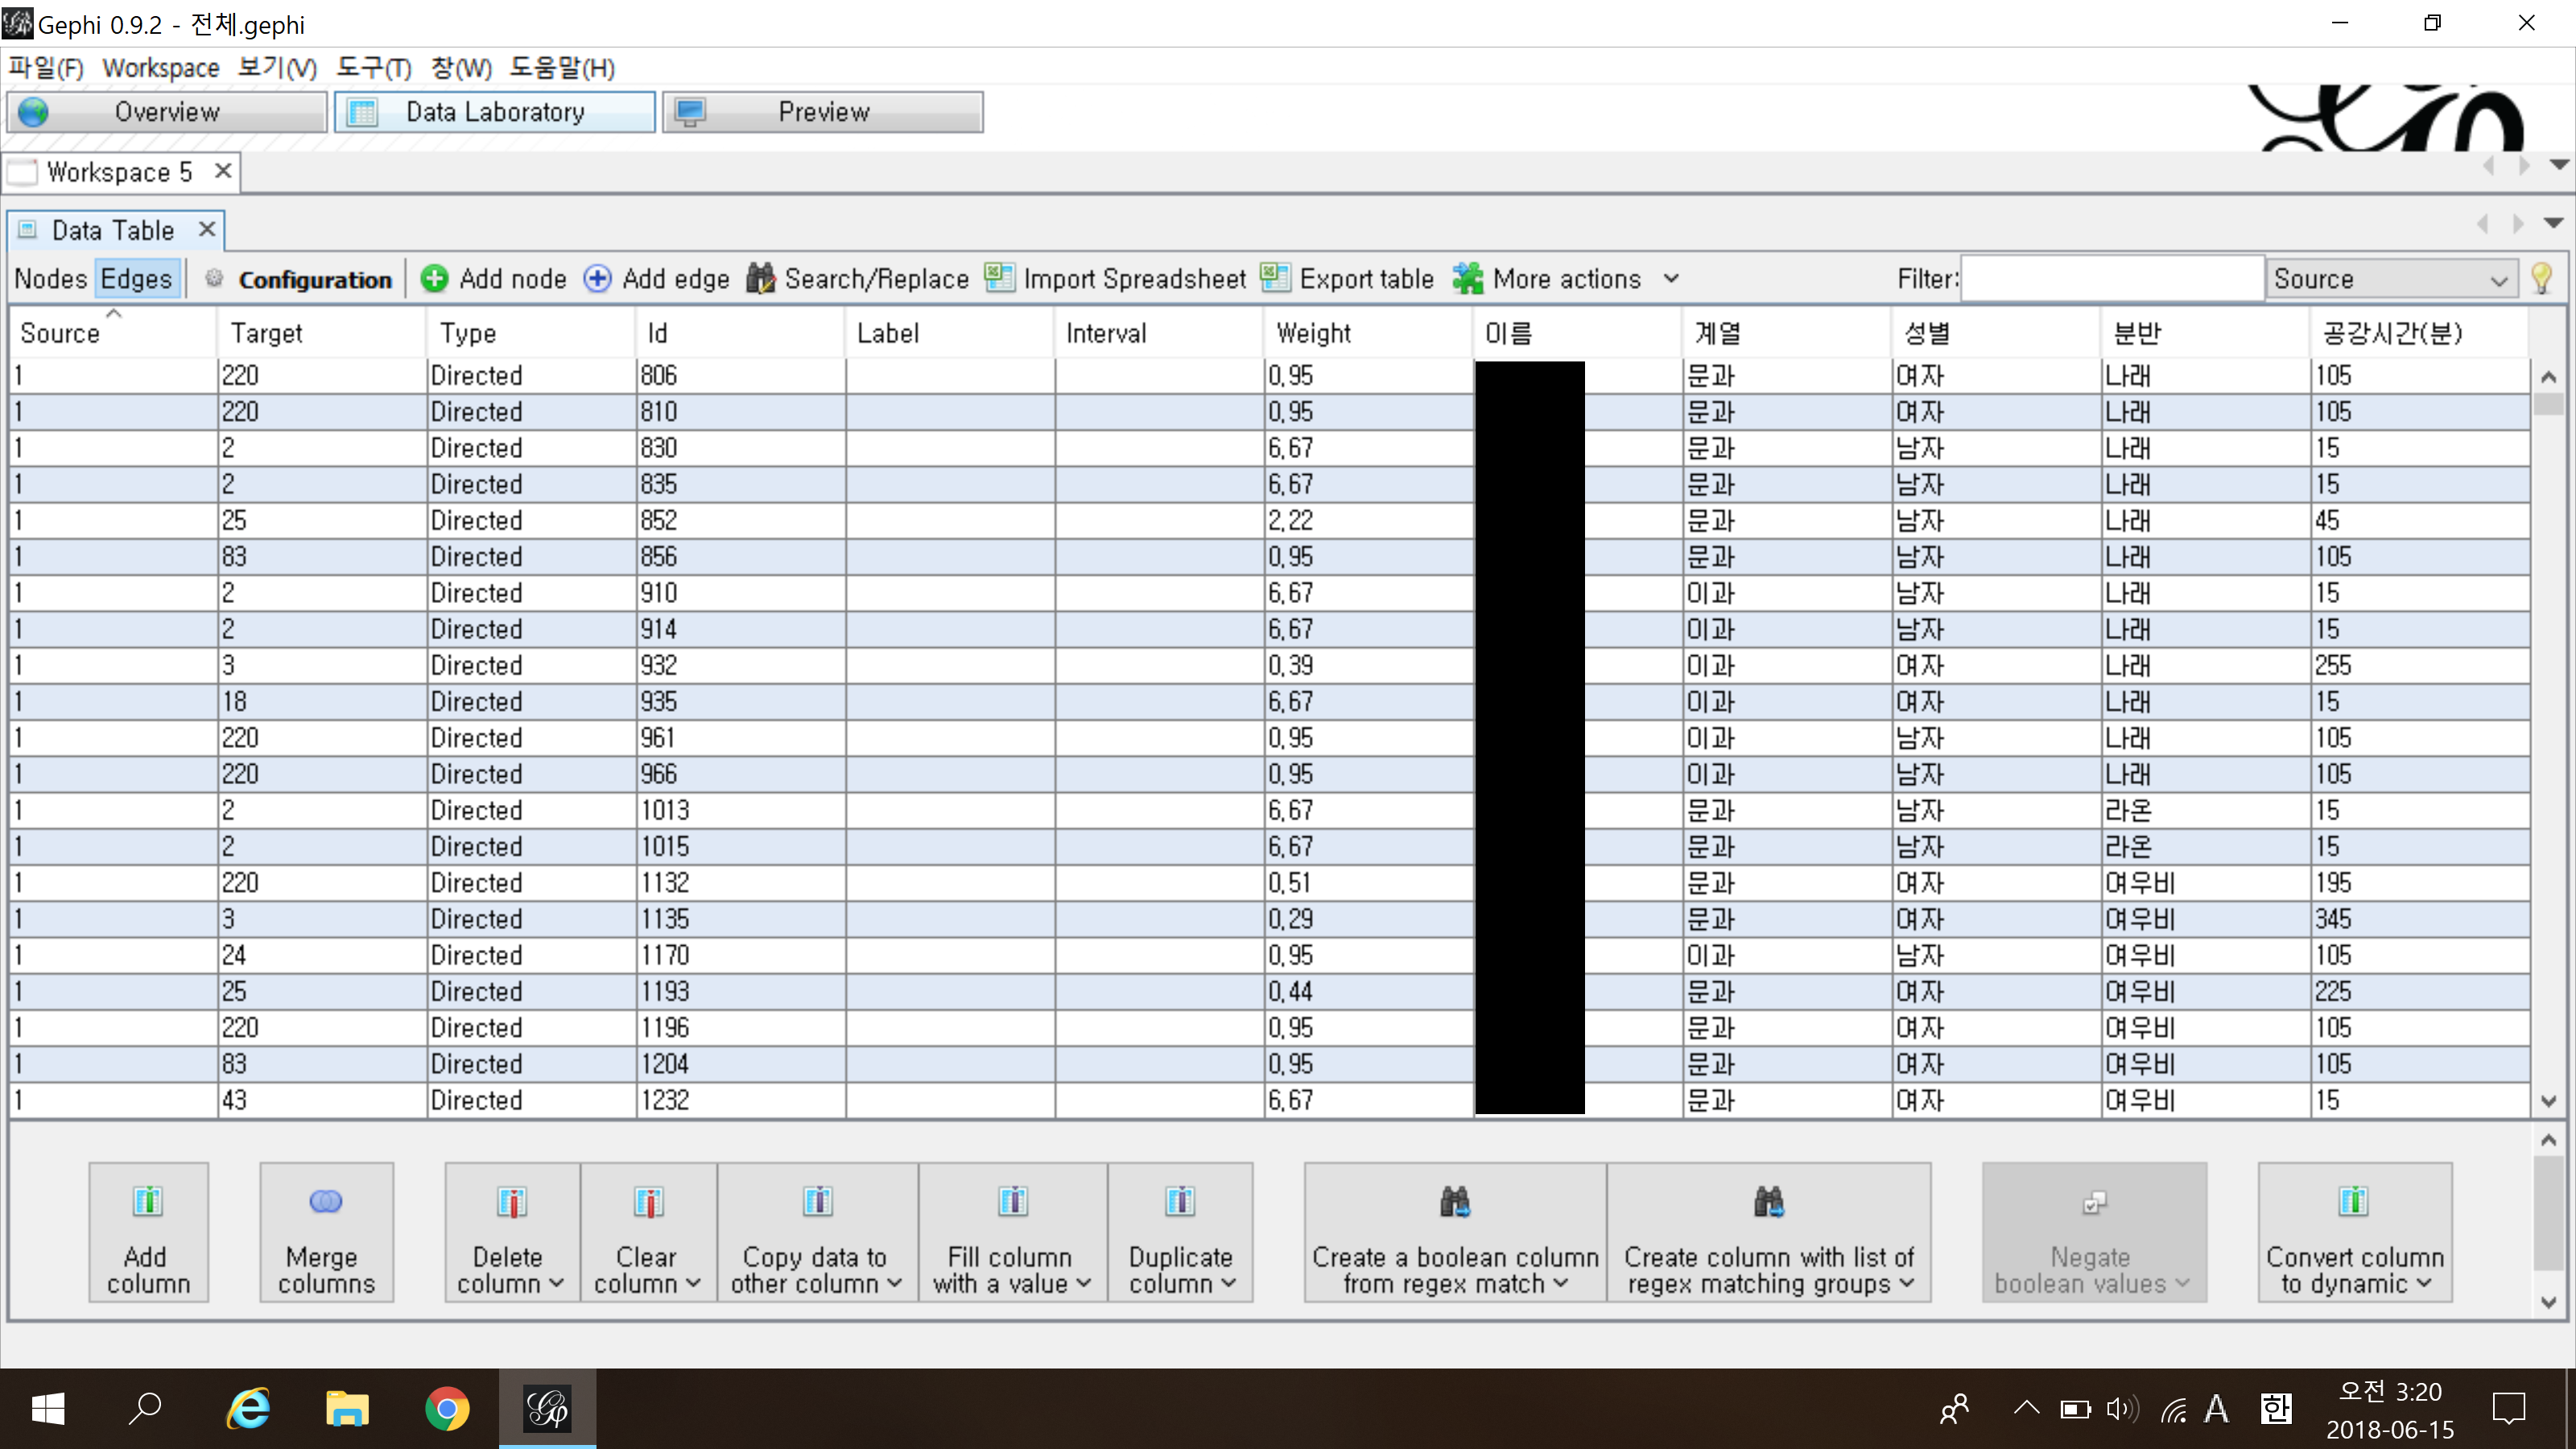 Gephi 0.9.2 - 전체.gephi
파일(F) Workspace 보기(V) 도구(T) 창(W) 도움말(H)
Overview Data Laboratory Preview
Workspace 5
Data Table
Nodes Edges Configuration Add node Add edge Search/Replace Import Spreadsheet Export table More actions Filter: Source
Source Target Type Id Label Interval Weight 이름 계열 성별 분반 공강시간(분)
1 220 Directed 806 0.95 문과 여자 나래 105
1 220 Directed 810 0.95 문과 여자 나래 105
1 2 Directed 830 6.67 문과 남자 나래 15
1 2 Directed 835 6.67 문과 남자 나래 15
1 25 Directed 852 2.22 문과 남자 나래 45
1 83 Directed 856 0.95 문과 남자 나래 105
1 2 Directed 910 6.67 이과 남자 나래 15
1 2 Directed 914 6.67 이과 남자 나래 15
1 3 Directed 932 0.39 이과 여자 나래 255
1 18 Directed 935 6.67 이과 여자 나래 15
1 220 Directed 961 0.95 이과 남자 나래 105
1 220 Directed 966 0.95 이과 남자 나래 105
1 2 Directed 1013 6.67 문과 남자 라온 15
1 2 Directed 1015 6.67 문과 남자 라온 15
1 220 Directed 1132 0.51 문과 여자 여우비 195
1 3 Directed 1135 0.29 문과 여자 여우비 345
1 24 Directed 1170 0.95 이과 남자 여우비 105
1 25 Directed 1193 0.44 문과 여자 여우비 225
1 220 Directed 1196 0.95 문과 여자 여우비 105
1 83 Directed 1204 0.95 문과 여자 여우비 105
1 43 Directed 1232 6.67 문과 여자 여우비 15
Add column
Merge columns
Delete column
Clear column
Copy data to other column
Fill column with a value
Duplicate column
Create a boolean column from regex match
Create column with list of regex matching groups
Negate boolean values
Convert column to dynamic
A 한 오전 3:20
2018-06-15